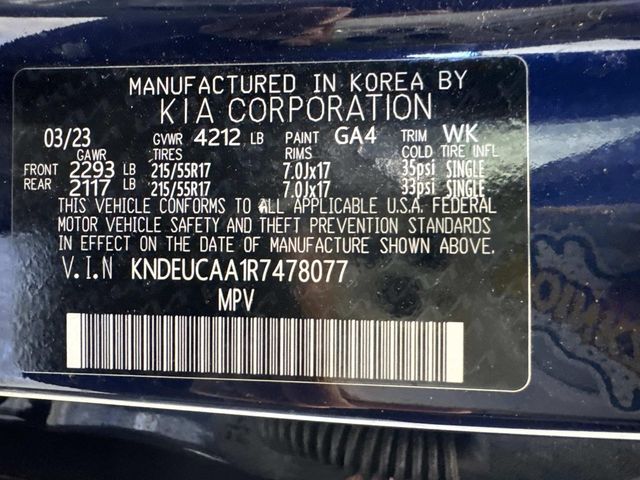 MANUFACTURED IN KOREA BY
KIA CORPORATION
03/23 GVWR 4212 LB PAINT GA4 TRIM WK
GAWR TIRES RIMS COLD TIRE INFL
FRONT 2293 LB 215/55R17 7.0Jx17 35psi SINGLE
REAR 2117 LB 215/55R17 7.0Jx17 33psi SINGLE
THIS VEHICLE CONFORMS TO ALL APPLICABLE U.S.A. FEDERAL
MOTOR VEHICLE SAFETY AND THEFT PREVENTION STANDARDS
IN EFFECT ON THE DATE OF MANUFACTURE SHOWN ABOVE.
V.I.N KNDEUCAA1R7478077
MPV